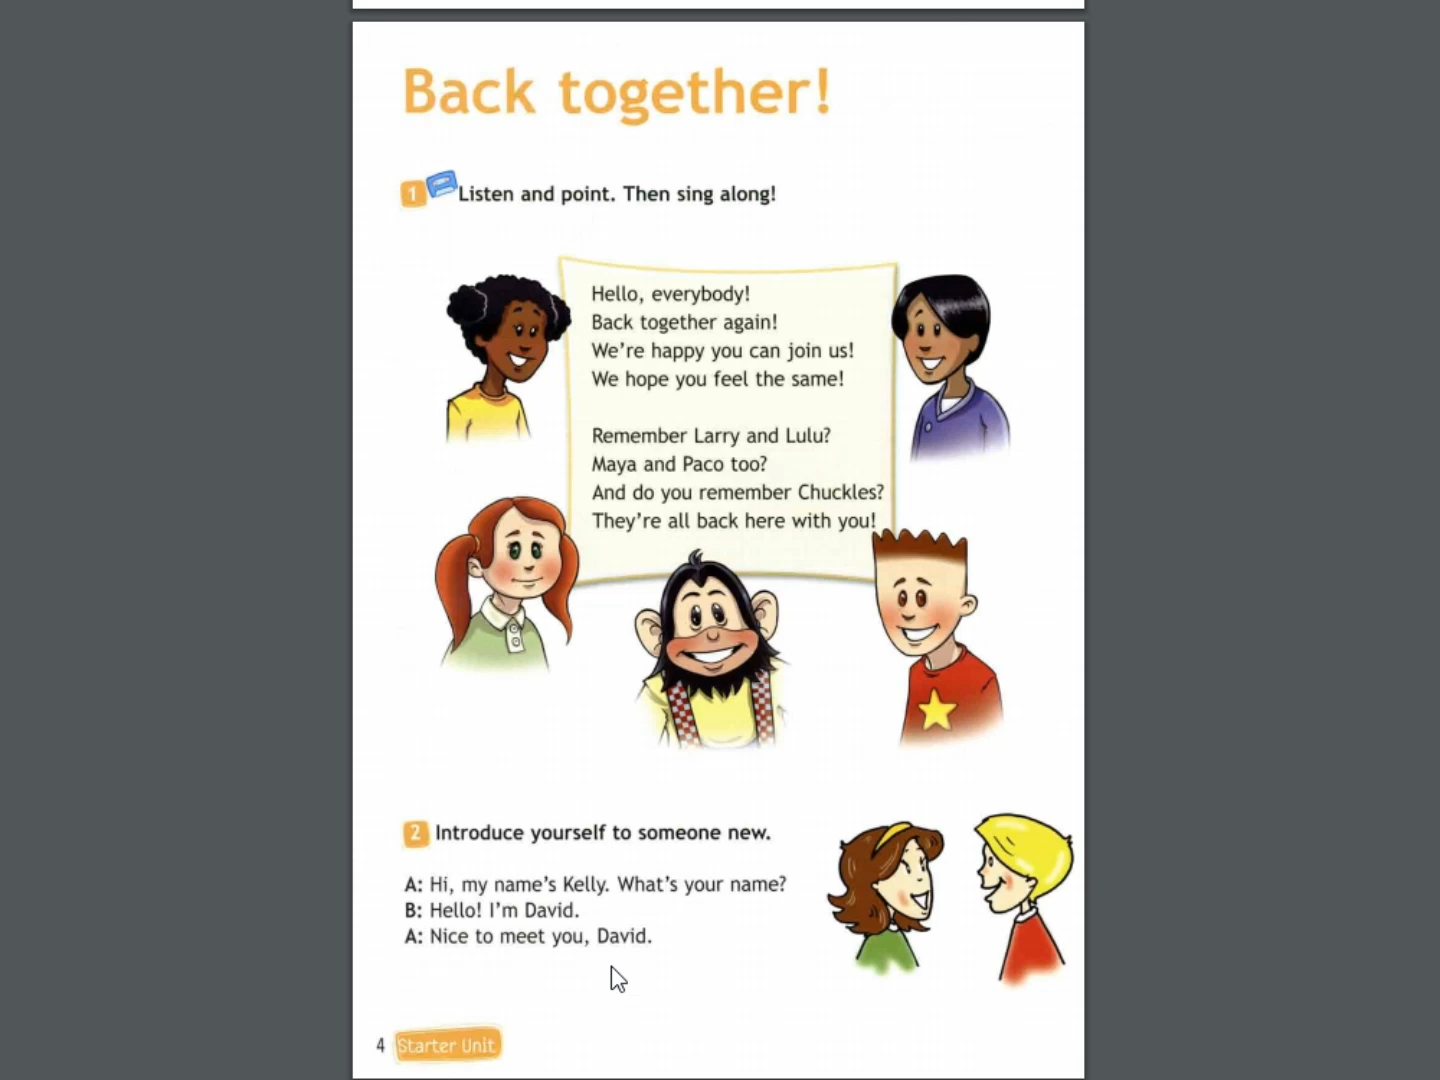 Back together!
1 Listen and point. Then sing along!
Hello, everybody!
Back together again!
We're happy you can join us!
We hope you feel the same!
Remember Larry and Lulu?
Maya and Paco too?
And do you remember Chuckles?
They're all back here with you!
2 Introduce yourself to someone new.
A: Hi, my name's Kelly. What's your name?
B: Hello! I'm David.
A: Nice to meet you, David.
4 Starter Unit